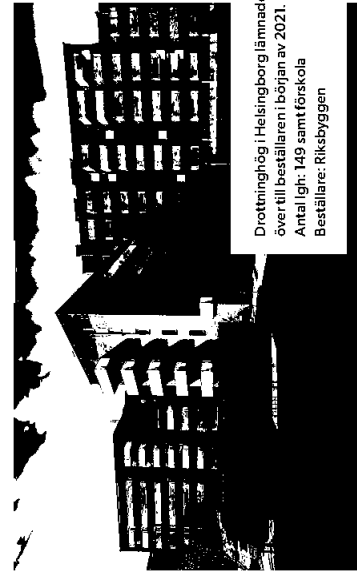 Drottninghög i Helsingborg lämnade
över till beställaren i början av 2021.
Antal lgh: 149 samt förskola
Beställare: Riksbyggen